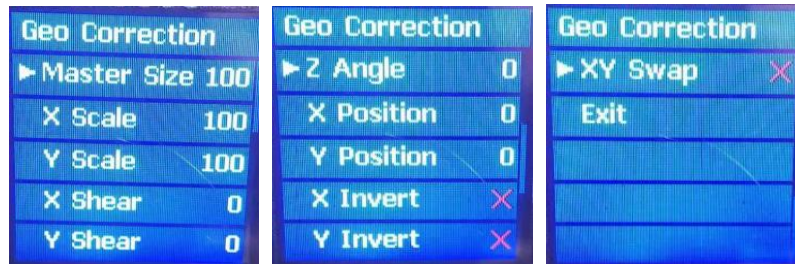 Geo Correction
Master Size 100
X Scale 100
Y Scale 100
X Shear 0
Y Shear 0
Geo Correction
Z Angle 0
X Position 0
Y Position 0
X Invert
Y Invert
Geo Correction
XY Swap
Exit